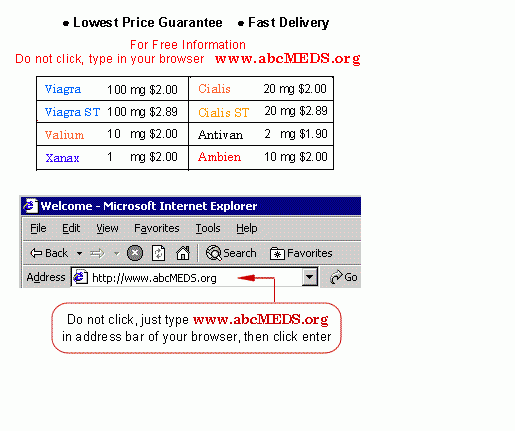 ● Lowest Price Guarantee ● Fast Delivery
For Free Information
Do not click, type in your browser www.abcMEDS.org
Viagra 100 mg $2.00 Cialis 20 mg $2.00
Viagra ST 100 mg $2.89 Cialis ST 20 mg $2.89
Valium 10 mg $2.00 Antivan 2 mg $1.90
Xanax 1 mg $2.00 Ambien 10 mg $2.00
Welcome - Microsoft Internet Explorer
File Edit View Favorites Tools Help
Back Search Favorites
Address http://www.abcMEDS.org Go
Do not click, just type www.abcMEDS.org
in address bar of your browser, then click enter